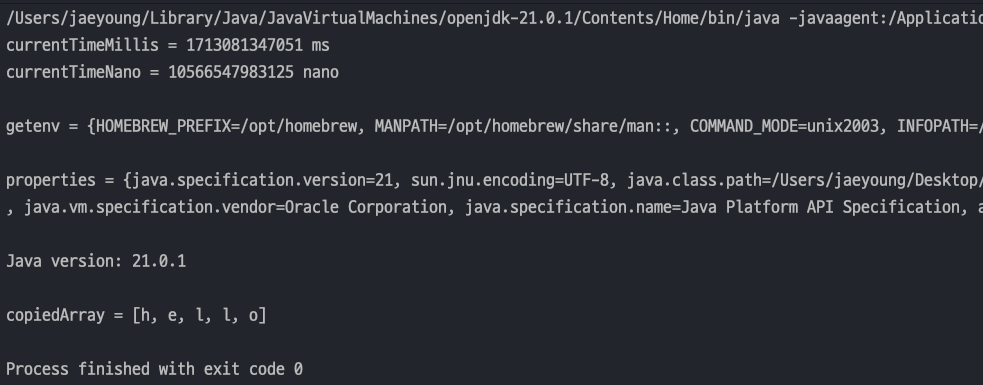 /Users/jaeyoung/Library/Java/JavaVirtualMachines/openjdk-21.0.1/Contents/Home/bin/java -javaagent:/Applicatio
currentTimeMillis = 1713081347051 ms
currentTimeNano = 10566547983125 nano
getenv = {HOMEBREW_PREFIX=/opt/homebrew, MANPATH=/opt/homebrew/share/man::, COMMAND_MODE=unix2003, INFOPATH=/
properties = {java.specification.version=21, sun.jnu.encoding=UTF-8, java.class.path=/Users/jaeyoung/Desktop/
, java.vm.specification.vendor=Oracle Corporation, java.specification.name=Java Platform API Specification, a
Java version: 21.0.1
copiedArray = [h, e, l, l, o]
Process finished with exit code 0